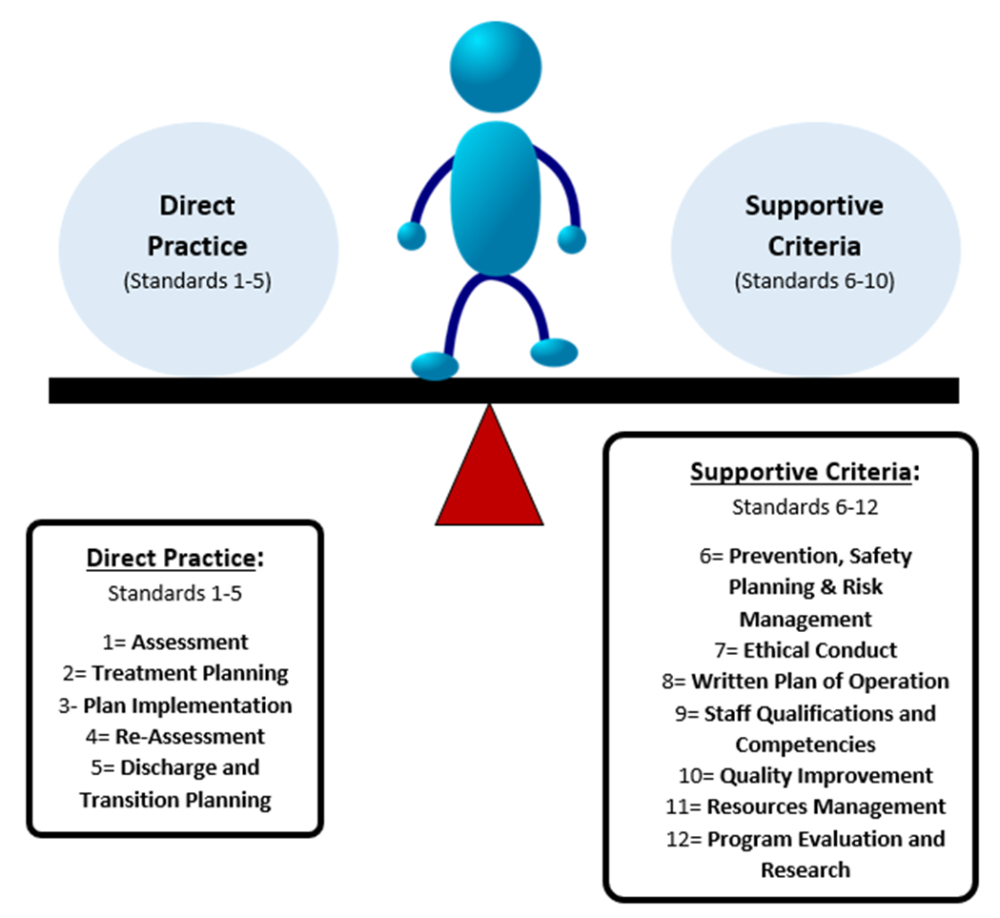 Direct
Practice
(Standards 1-5)
Supportive
Criteria
(Standards 6-10)
Direct Practice:
Standards 1-5
1= Assessment
2= Treatment Planning
3- Plan Implementation
4= Re-Assessment
5= Discharge and
Transition Planning
Supportive Criteria:
Standards 6-12
6= Prevention, Safety
Planning & Risk
Management
7= Ethical Conduct
8= Written Plan of Operation
9= Staff Qualifications and
Competencies
10= Quality Improvement
11= Resources Management
12= Program Evaluation and
Research